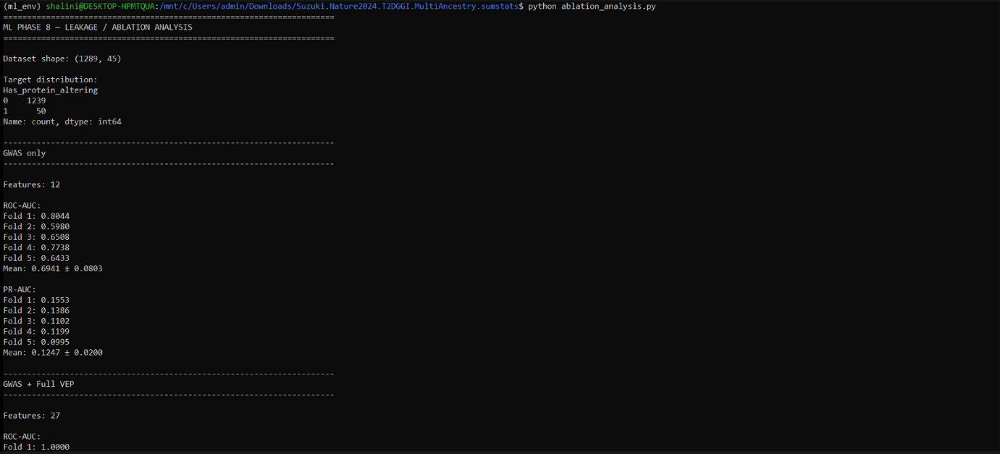 (ml_env) shalini@DESKTOP-HPMTQUA:/mnt/c/Users/admin/Downloads/Suzuki.Nature2024.T2DGGI.MultiAncestry.sumstats$ python ablation_analysis.py
======================================================================
ML PHASE 8 — LEAKAGE / ABLATION ANALYSIS
======================================================================
Dataset shape: (1289, 45)
Target distribution:
Has_protein_altering
0    1239
1      50
Name: count, dtype: int64
----------------------------------------------------------------------
GWAS only
----------------------------------------------------------------------
Features: 12
ROC-AUC:
Fold 1: 0.8044
Fold 2: 0.5980
Fold 3: 0.6508
Fold 4: 0.7738
Fold 5: 0.6433
Mean: 0.6941 ± 0.0803
PR-AUC:
Fold 1: 0.1553
Fold 2: 0.1386
Fold 3: 0.1102
Fold 4: 0.1199
Fold 5: 0.0995
Mean: 0.1247 ± 0.0200
----------------------------------------------------------------------
GWAS + Full VEP
----------------------------------------------------------------------
Features: 27
ROC-AUC:
Fold 1: 1.0000